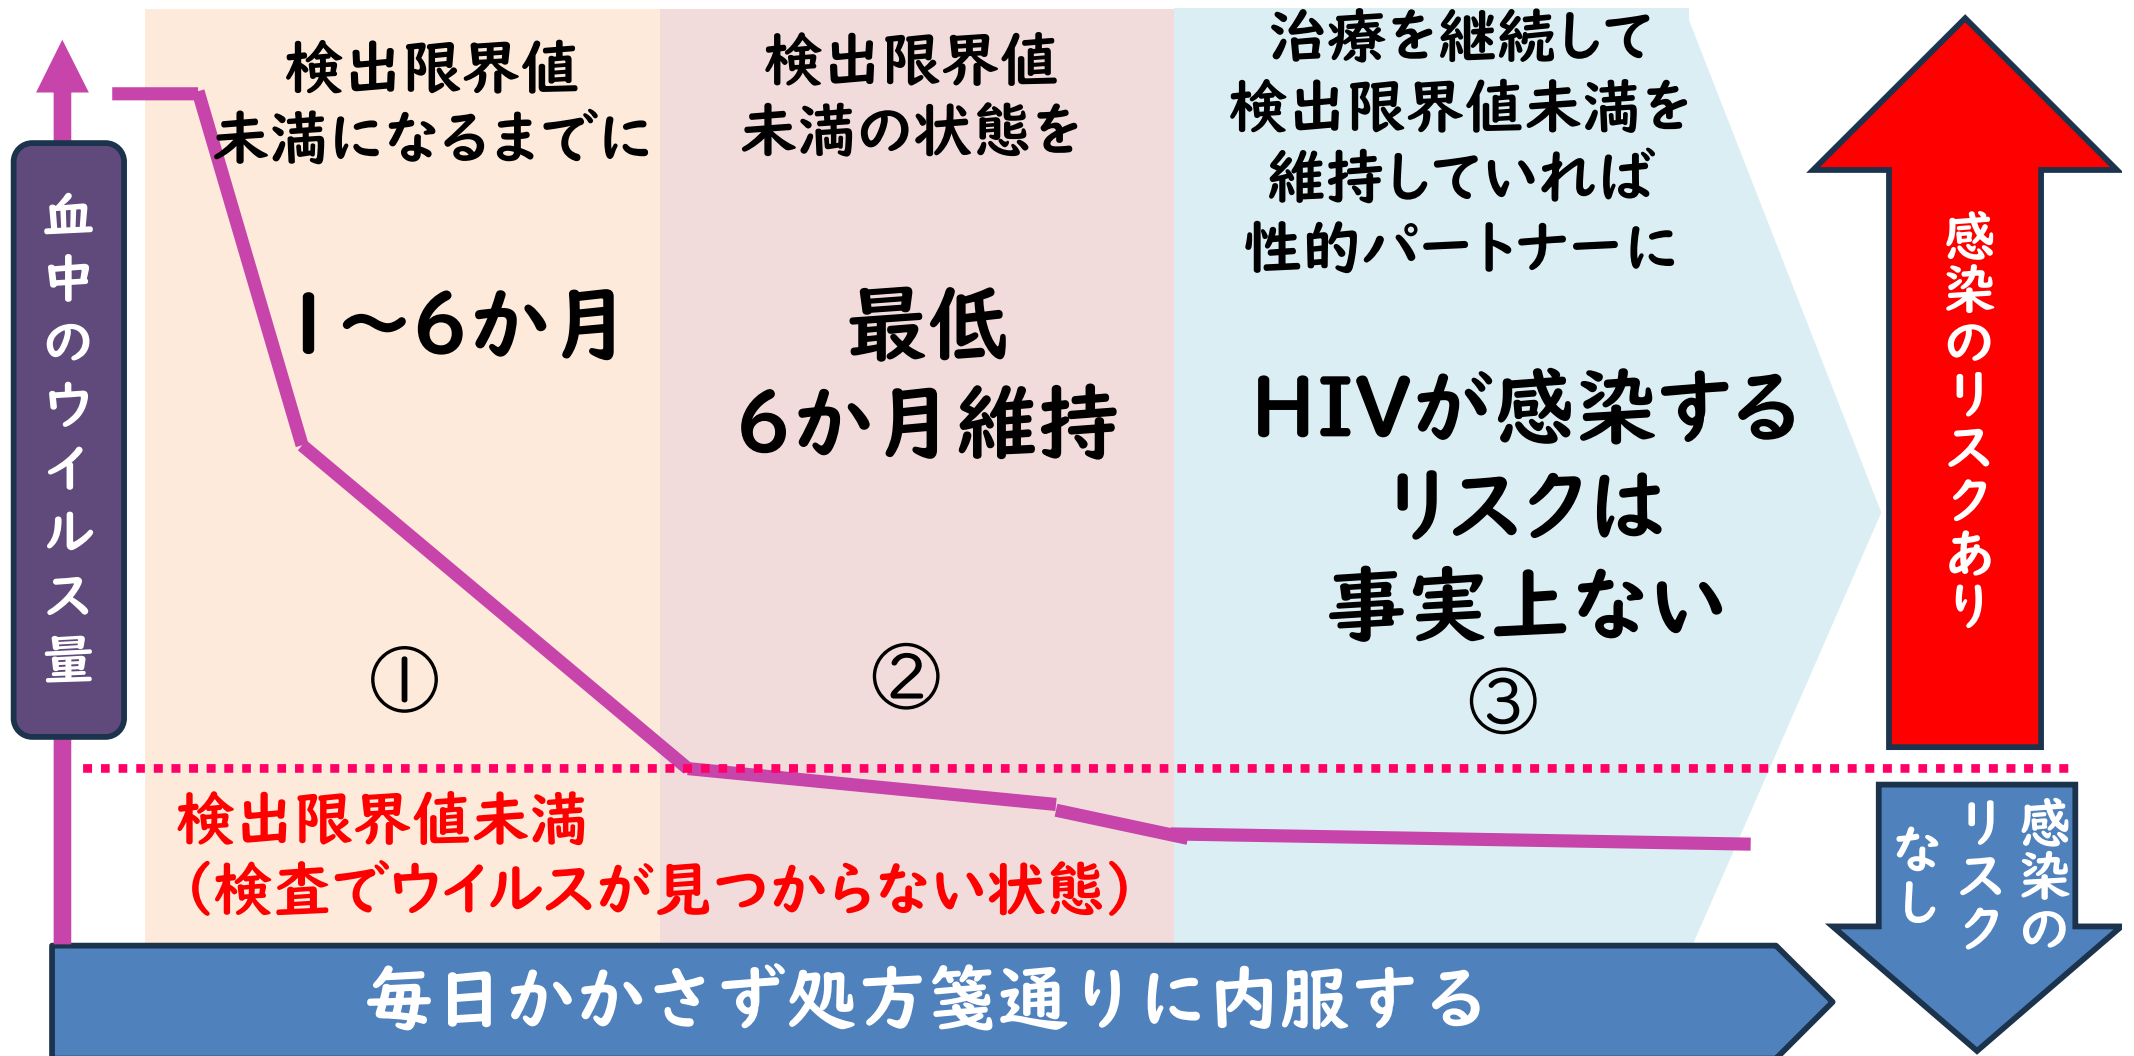 血中のウイルス量
検出限界値
未満になるまでに
1～6か月
①
検出限界値
未満の状態を
最低
6か月維持
②
治療を継続して
検出限界値未満を
維持していれば
性的パートナーに
HIVが感染する
リスクは
事実上ない
③
感染のリスクあり
検出限界値未満
（検査でウイルスが見つからない状態）
感染の
リスク
なし
毎日かかさず処方箋通りに内服する